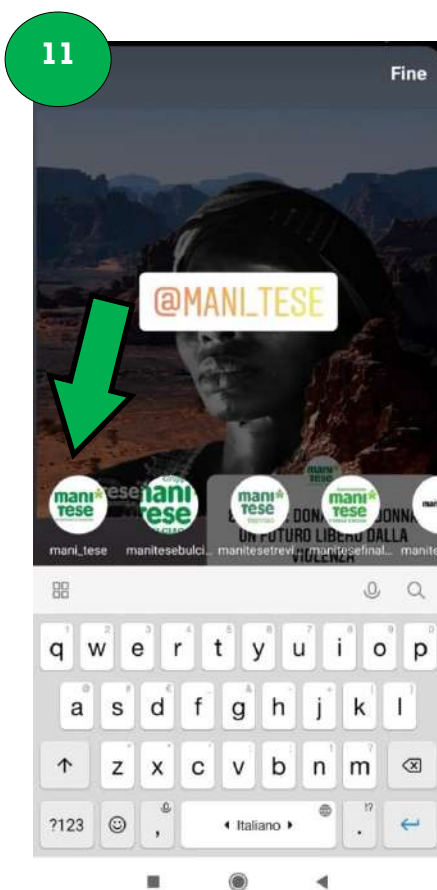 11
Fine
@MANI_TESE
mani*
TESE
mani
ese
mani*
TESE
mani*
TESE
mani_tese
manitesebulci...
manitesetrevi...
manitesefinal...
UN FUTURO LIBERO DALLA
VIOLENZA
q w e r t y u i o p
a s d f g h j k l
z x c v b n m
?123
, Italiano .